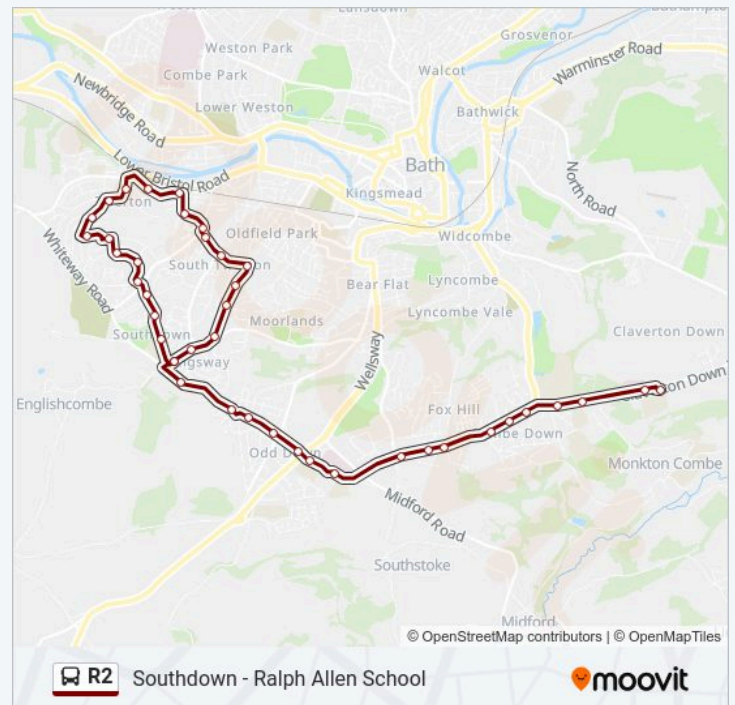 Lansdown
Bathampton
Grosvenor
Weston Park
Combe Park
Walcot
Warminster Road
Newbridge Road
Lower Weston
Bathwick
Lower Bristol Road
Bath
North Road
Kingsmead
Oldfield Park
Widcombe
Whiteway Road
South T on
Bear Flat
Lyncombe
Lyncombe Vale
Moorlands
Claverton Down
Southdown
Wellsway
Englishcombe
Fox Hill
Claverton Down
Odd Down
Monkton Combe
Midford Road
Southstoke
Midford
© OpenStreetMap contributors | © OpenMapTiles
R2 Southdown - Ralph Allen School
moovit